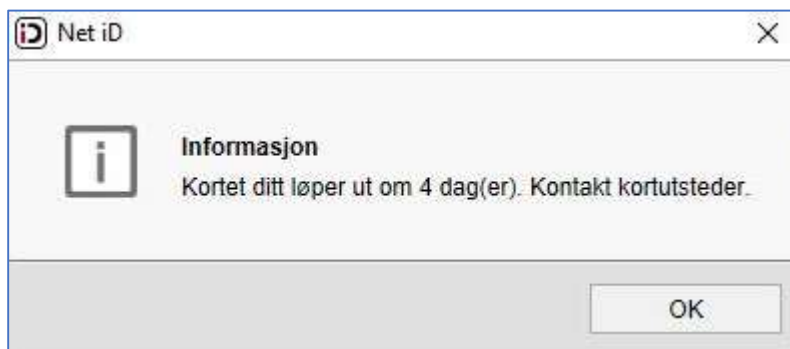 Net iD
Informasjon
Kortet ditt løper ut om 4 dag(er). Kontakt kortutsteder.
OK